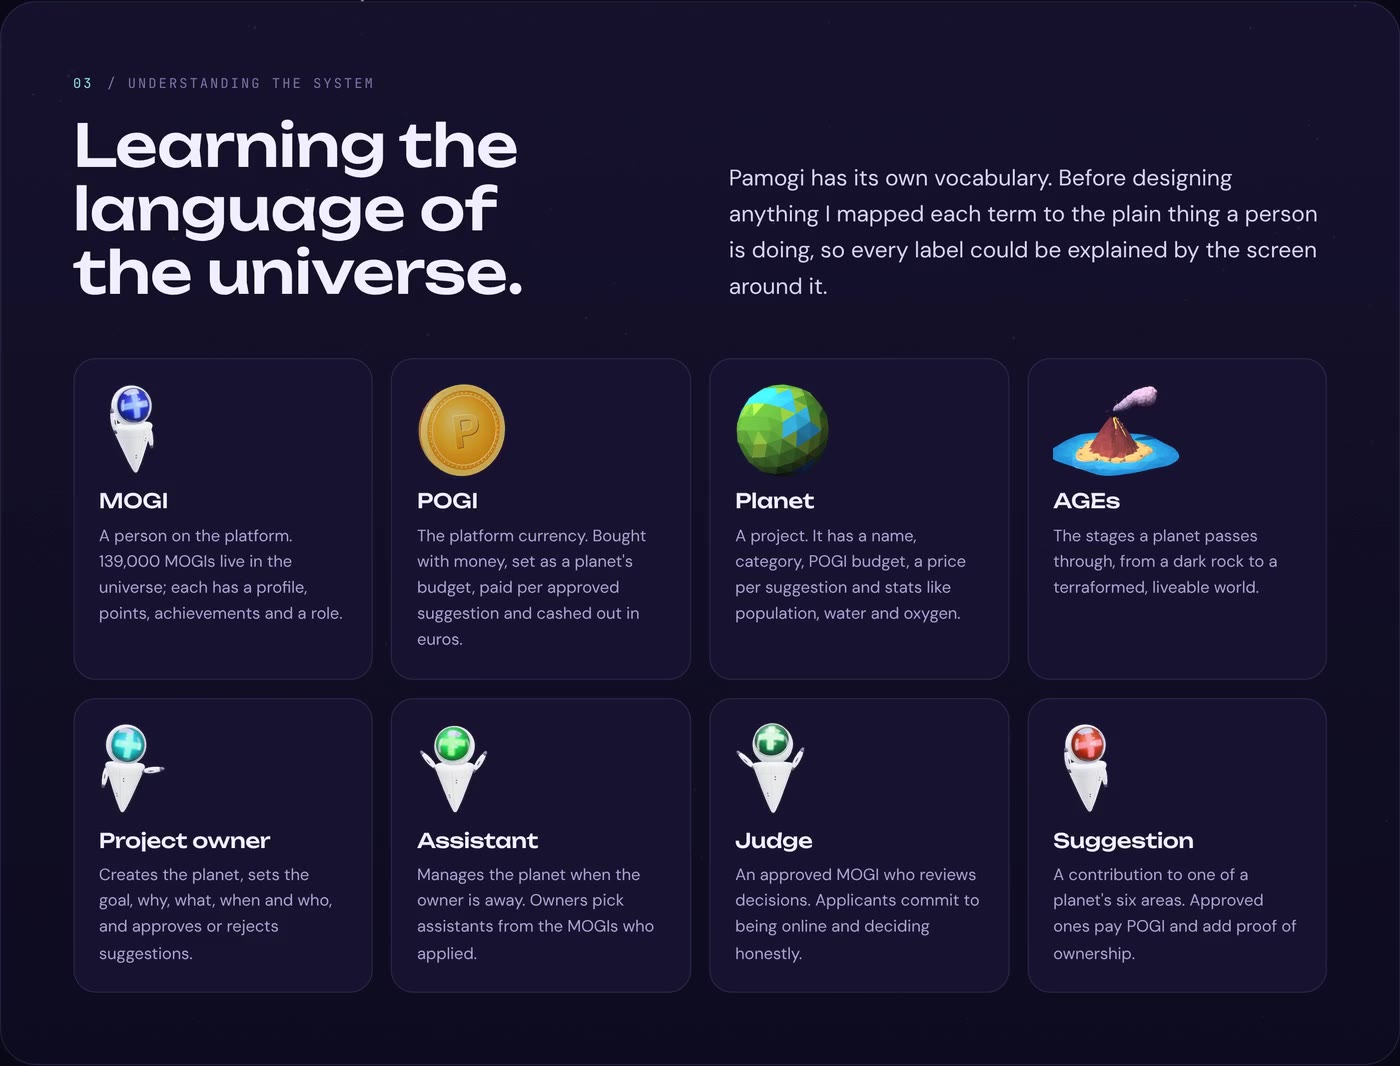 03 / UNDERSTANDING THE SYSTEM
Learning the
language of
the universe.
Pamogi has its own vocabulary. Before designing
anything I mapped each term to the plain thing a person
is doing, so every label could be explained by the screen
around it.
MOGI
A person on the platform.
139,000 MOGIs live in the
universe; each has a profile,
points, achievements and a role.
P
POGI
The platform currency. Bought
with money, set as a planet's
budget, paid per approved
suggestion and cashed out in
euros.
Planet
A project. It has a name,
category, POGI budget, a price
per suggestion and stats like
population, water and oxygen.
AGEs
The stages a planet passes
through, from a dark rock to a
terraformed, liveable world.
Project owner
Creates the planet, sets the
goal, why, what, when and who,
and approves or rejects
suggestions.
Assistant
Manages the planet when the
owner is away. Owners pick
assistants from the MOGIs who
applied.
Judge
An approved MOGI who reviews
decisions. Applicants commit to
being online and deciding
honestly.
Suggestion
A contribution to one of a
planet's six areas. Approved
ones pay POGI and add proof of
ownership.